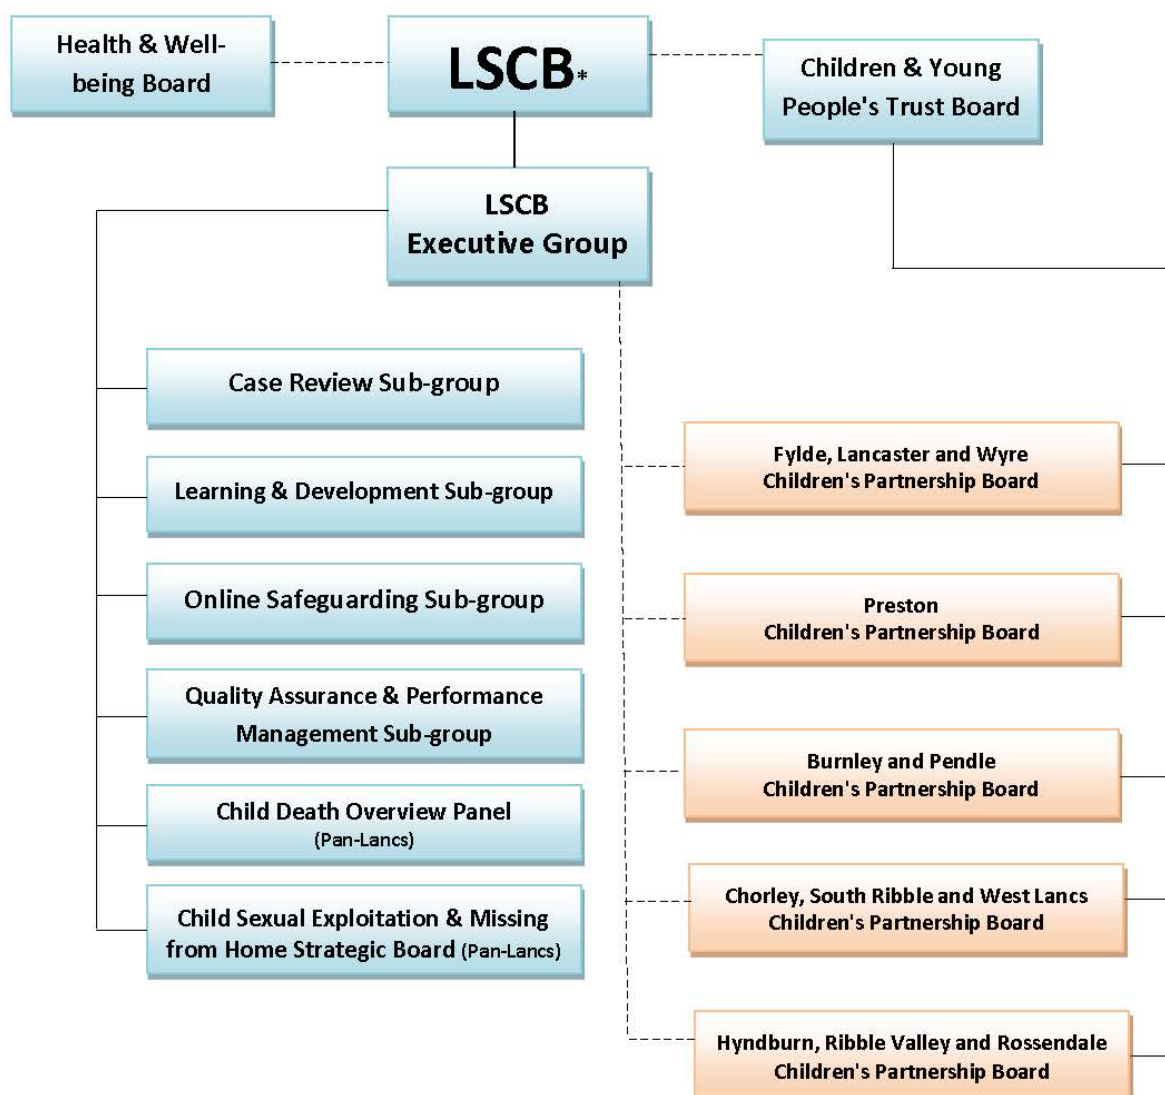 Health & Well-
being Board
LSCB*
Children & Young
People's Trust Board
LSCB
Executive Group
Case Review Sub-group
Learning & Development Sub-group
Online Safeguarding Sub-group
Quality Assurance & Performance
Management Sub-group
Child Death Overview Panel
(Pan-Lancs)
Child Sexual Exploitation & Missing
from Home Strategic Board (Pan-Lancs)
Fylde, Lancaster and Wyre
Children's Partnership Board
Preston
Children's Partnership Board
Burnley and Pendle
Children's Partnership Board
Chorley, South Ribble and West Lancs
Children's Partnership Board
Hyndburn, Ribble Valley and Rossendale
Children's Partnership Board